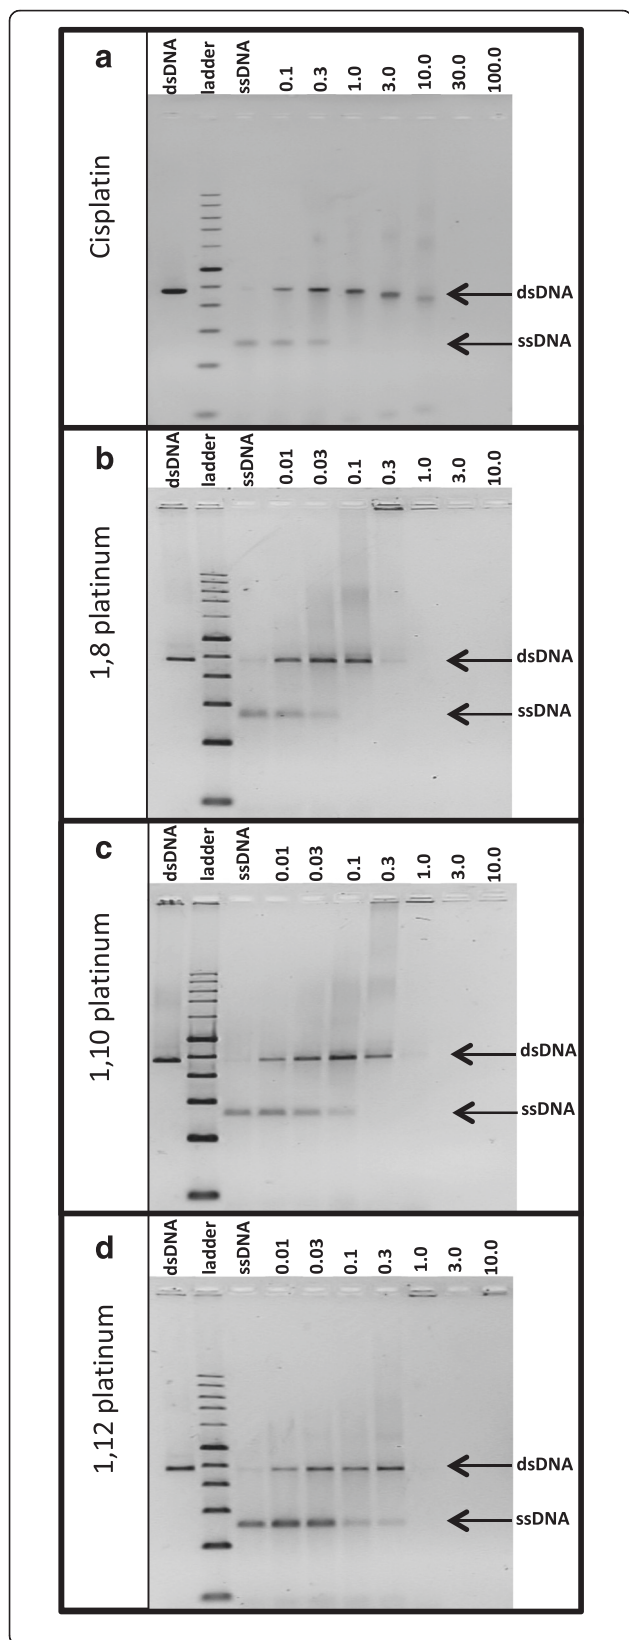 a
dsDNA ladder ssDNA 0.1 0.3 1.0 3.0 10.0 30.0 100.0
Cisplatin
dsDNA
ssDNA
b
dsDNA ladder ssDNA 0.01 0.03 0.1 0.3 1.0 3.0 10.0
1,8 platinum
dsDNA
ssDNA
c
dsDNA ladder ssDNA 0.01 0.03 0.1 0.3 1.0 3.0 10.0
1,10 platinum
dsDNA
ssDNA
d
dsDNA ladder ssDNA 0.01 0.03 0.1 0.3 1.0 3.0 10.0
1,12 platinum
dsDNA
ssDNA